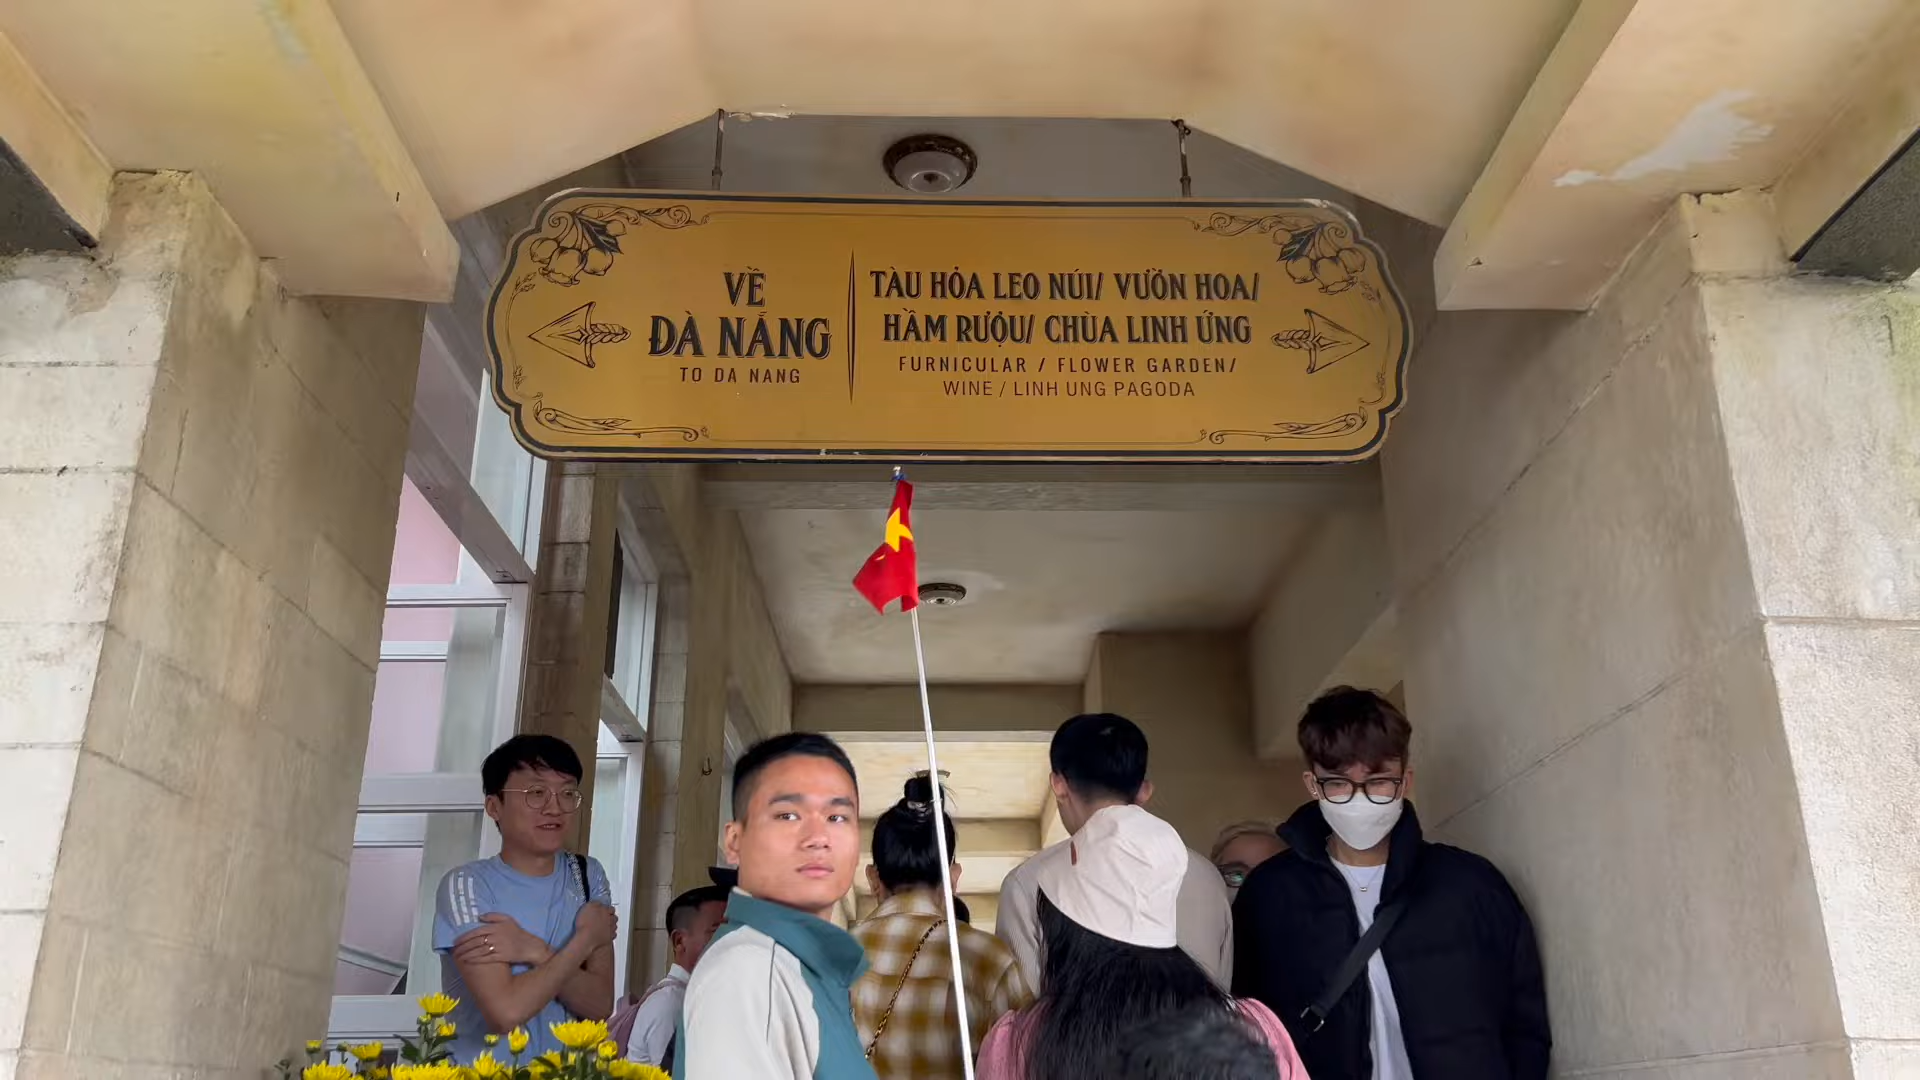 VỀ
ĐÀ NẴNG
TO DA NANG
TÀU HỎA LEO NÚI/ VƯỜN HOA/
HẦM RƯỢU/ CHÙA LINH ỨNG
FURNICULAR / FLOWER GARDEN/
WINE / LINH UNG PAGODA